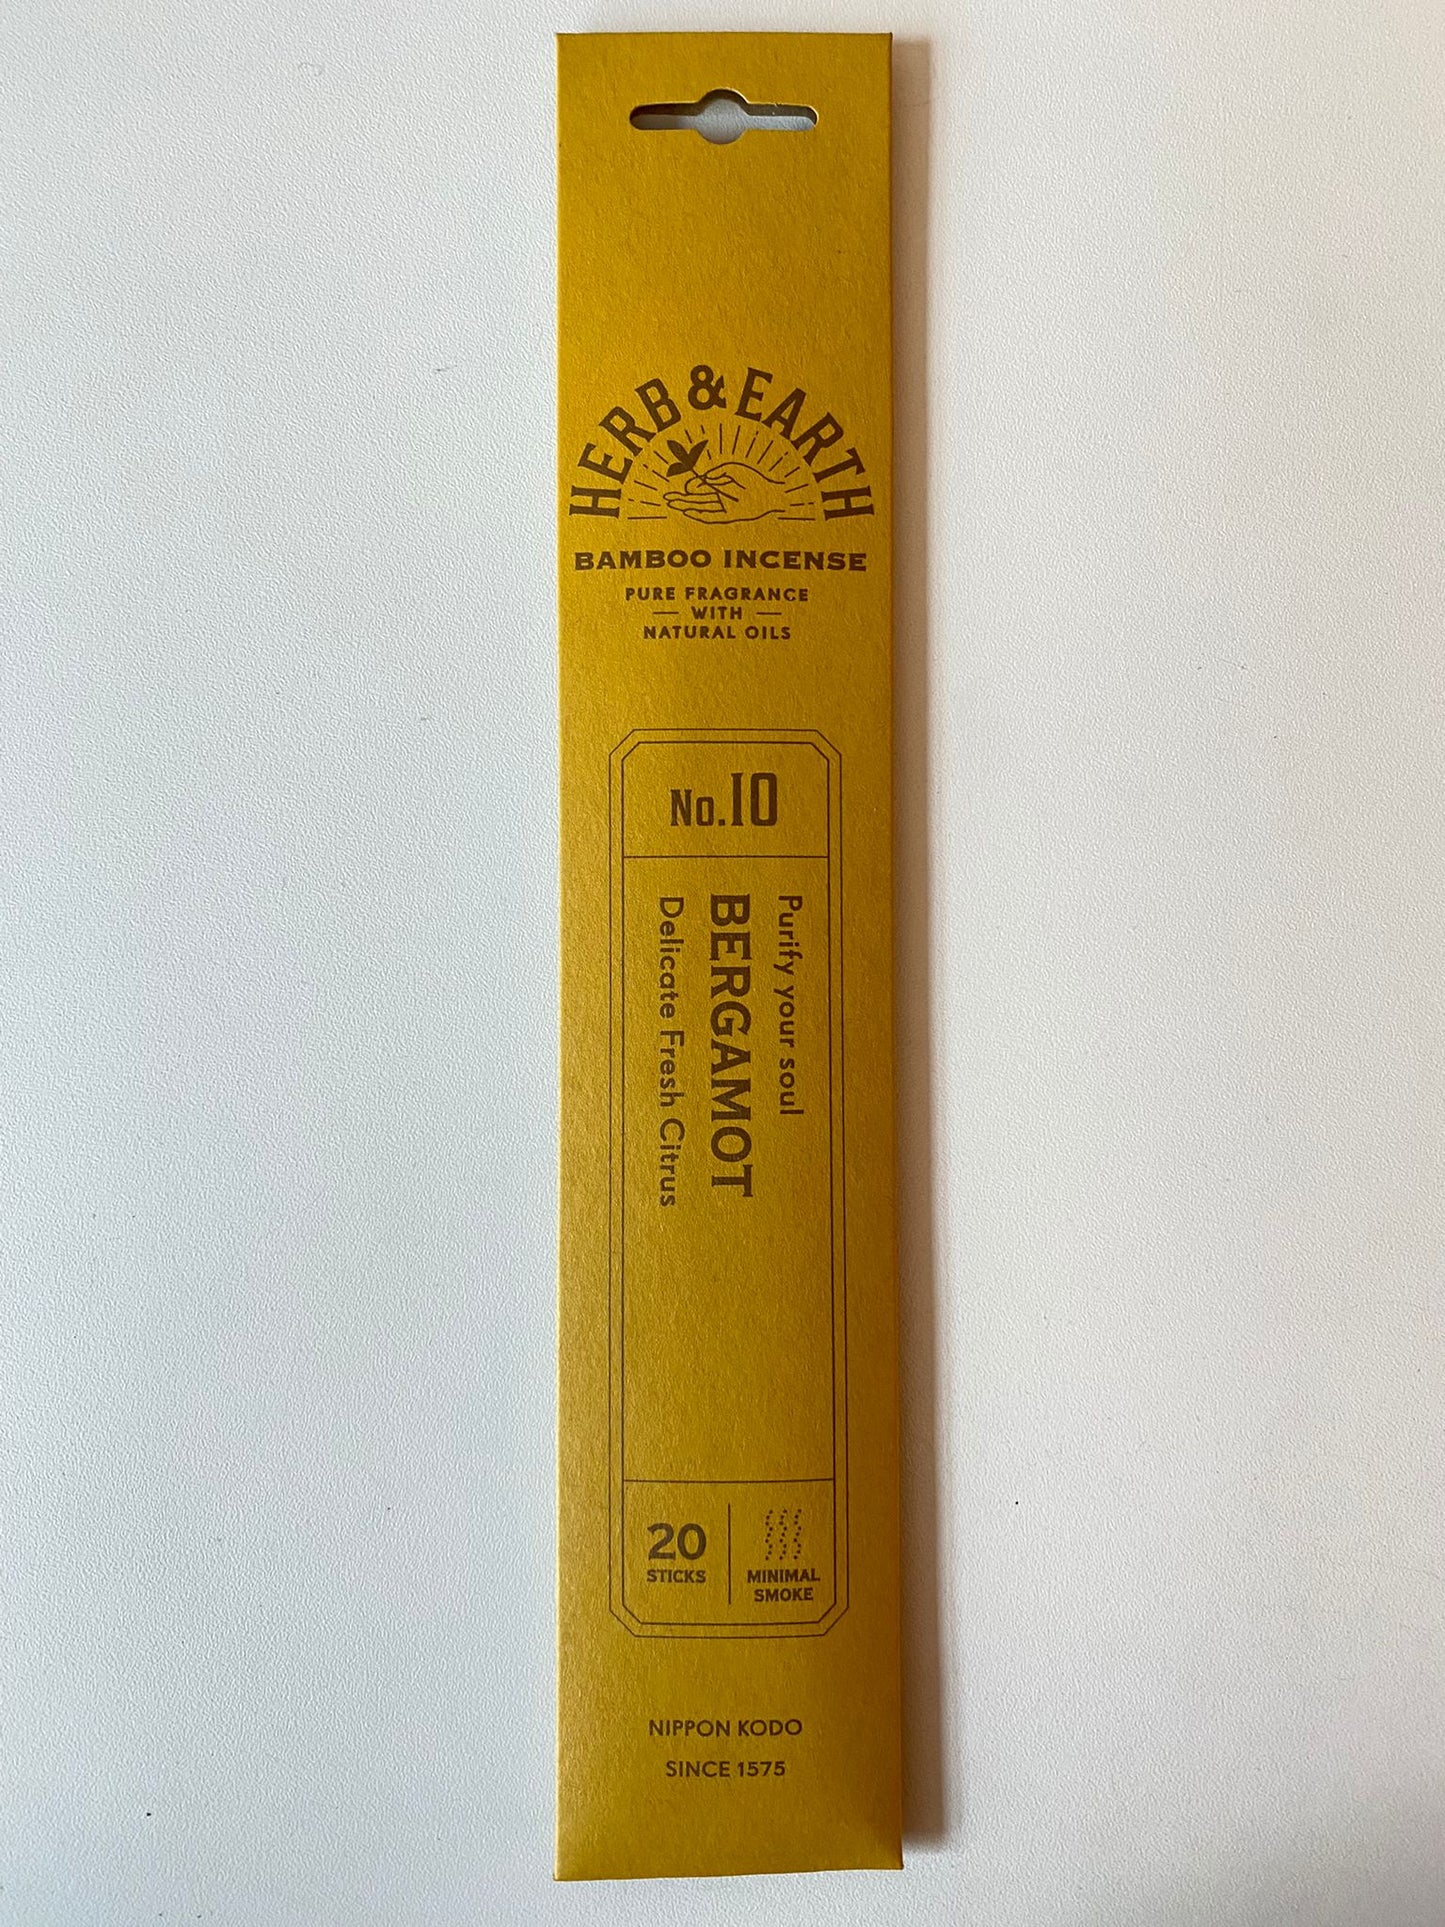 HERB & EARTH
BAMBOO INCENSE
PURE FRAGRANCE
— WITH —
NATURAL OILS
No.10
Purify your soul
BERGAMOT
Delicate Fresh Citrus
20
STICKS
MINIMAL
SMOKE
NIPPON KODO
SINCE 1575